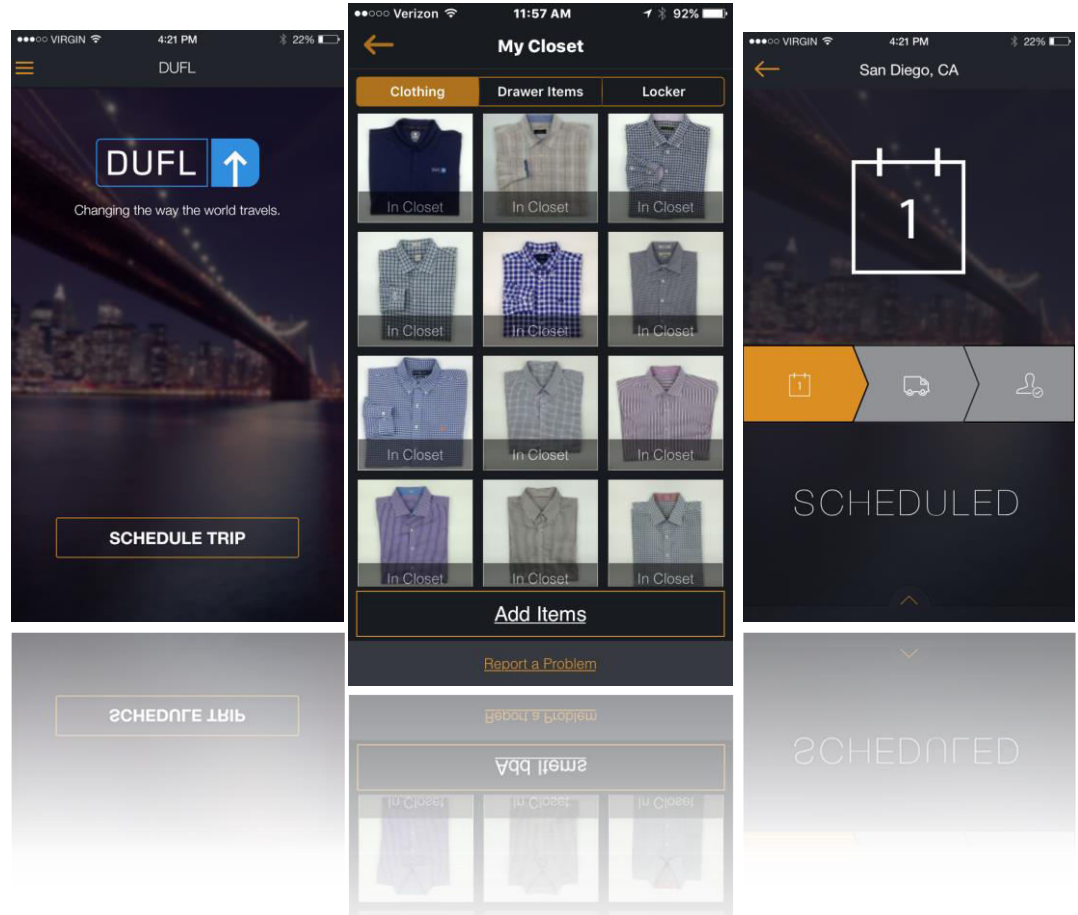 VIRGIN 4:21 PM 22%
DUFL
DUFL
Changing the way the world travels.
SCHEDULE TRIP
SCHEDULE TRIP
Verizon 11:57 AM 92%
My Closet
Clothing Drawer Items Locker
In Closet In Closet In Closet
In Closet In Closet In Closet
In Closet In Closet In Closet
In Closet In Closet In Closet
Add Items
Report a Problem
Report a Problem
Add Items
In Closet In Closet In Closet
VIRGIN 4:21 PM 22%
San Diego, CA
1
1
SCHEDULED
SCHEDULED